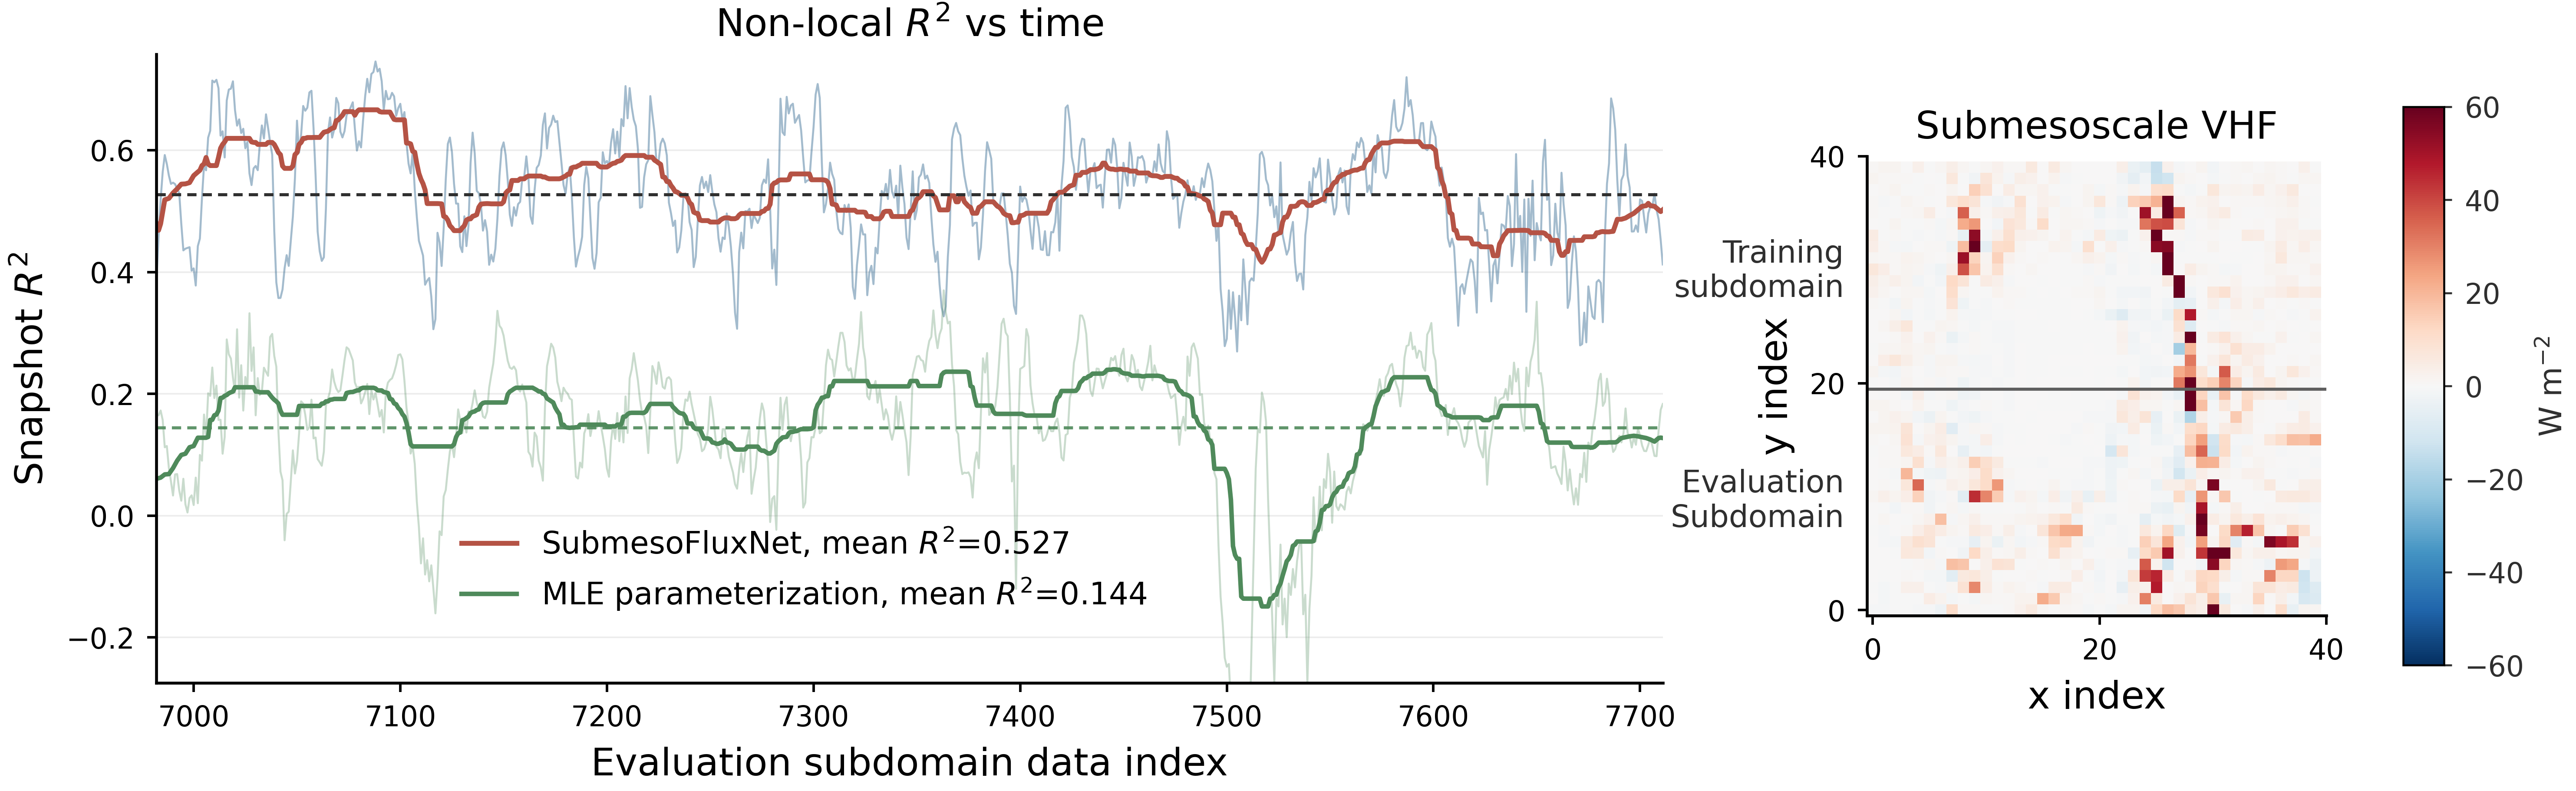 Non-local R² vs time
Snapshot R²
0.6
0.4
0.2
0.0
−0.2
SubmesoFluxNet, mean R²=0.527
MLE parameterization, mean R²=0.144
7000
7100
7200
7300
7400
7500
7600
7700
Evaluation subdomain data index
Submesoscale VHF
Training
subdomain
Evaluation
Subdomain
y index
40
20
0
0
20
40
x index
60
40
20
0
−20
−40
−60
W m⁻²